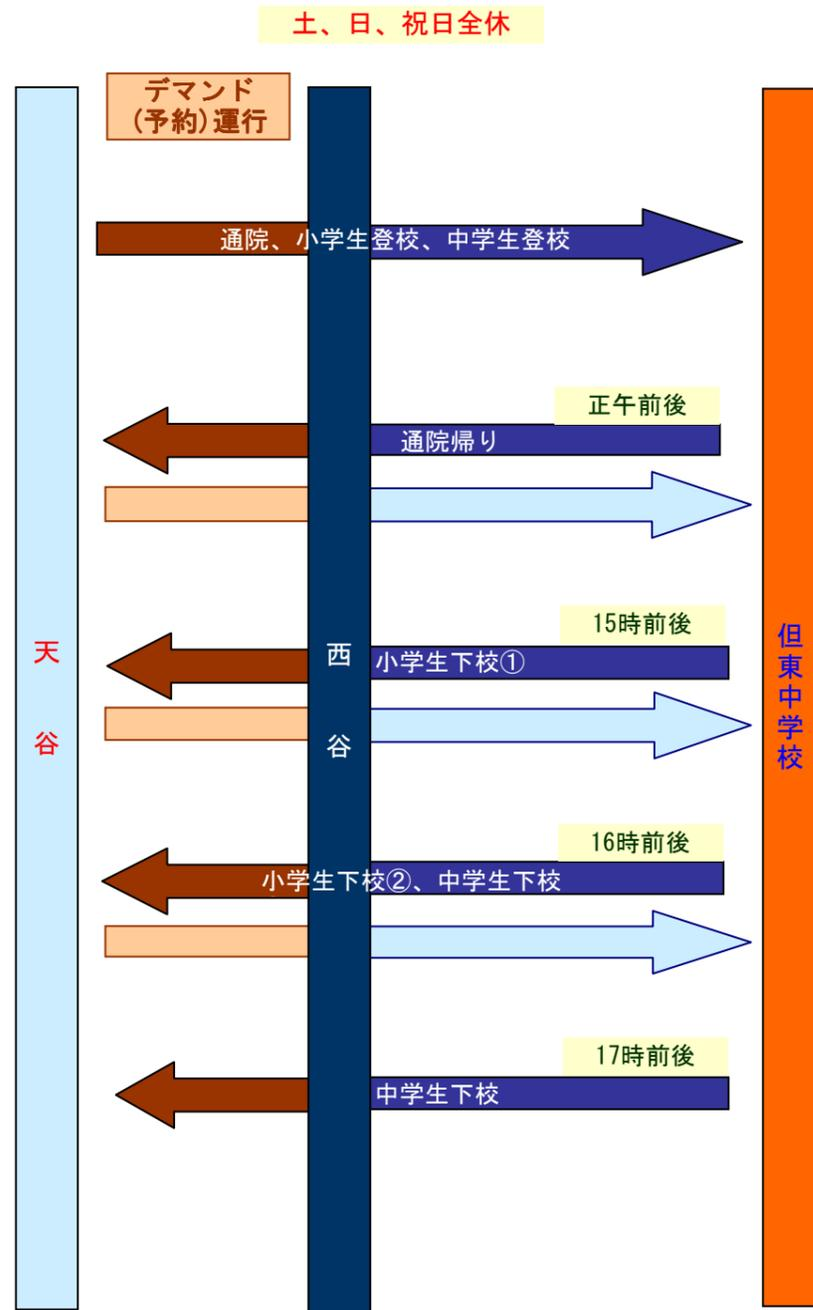 土、日、祝日全休
デマンド
(予約)運行
通院、小学生登校、中学生登校
正午前後
通院帰り
15時前後
小学生下校①
天谷
西谷
但東中学校
16時前後
小学生下校②、中学生下校
17時前後
中学生下校